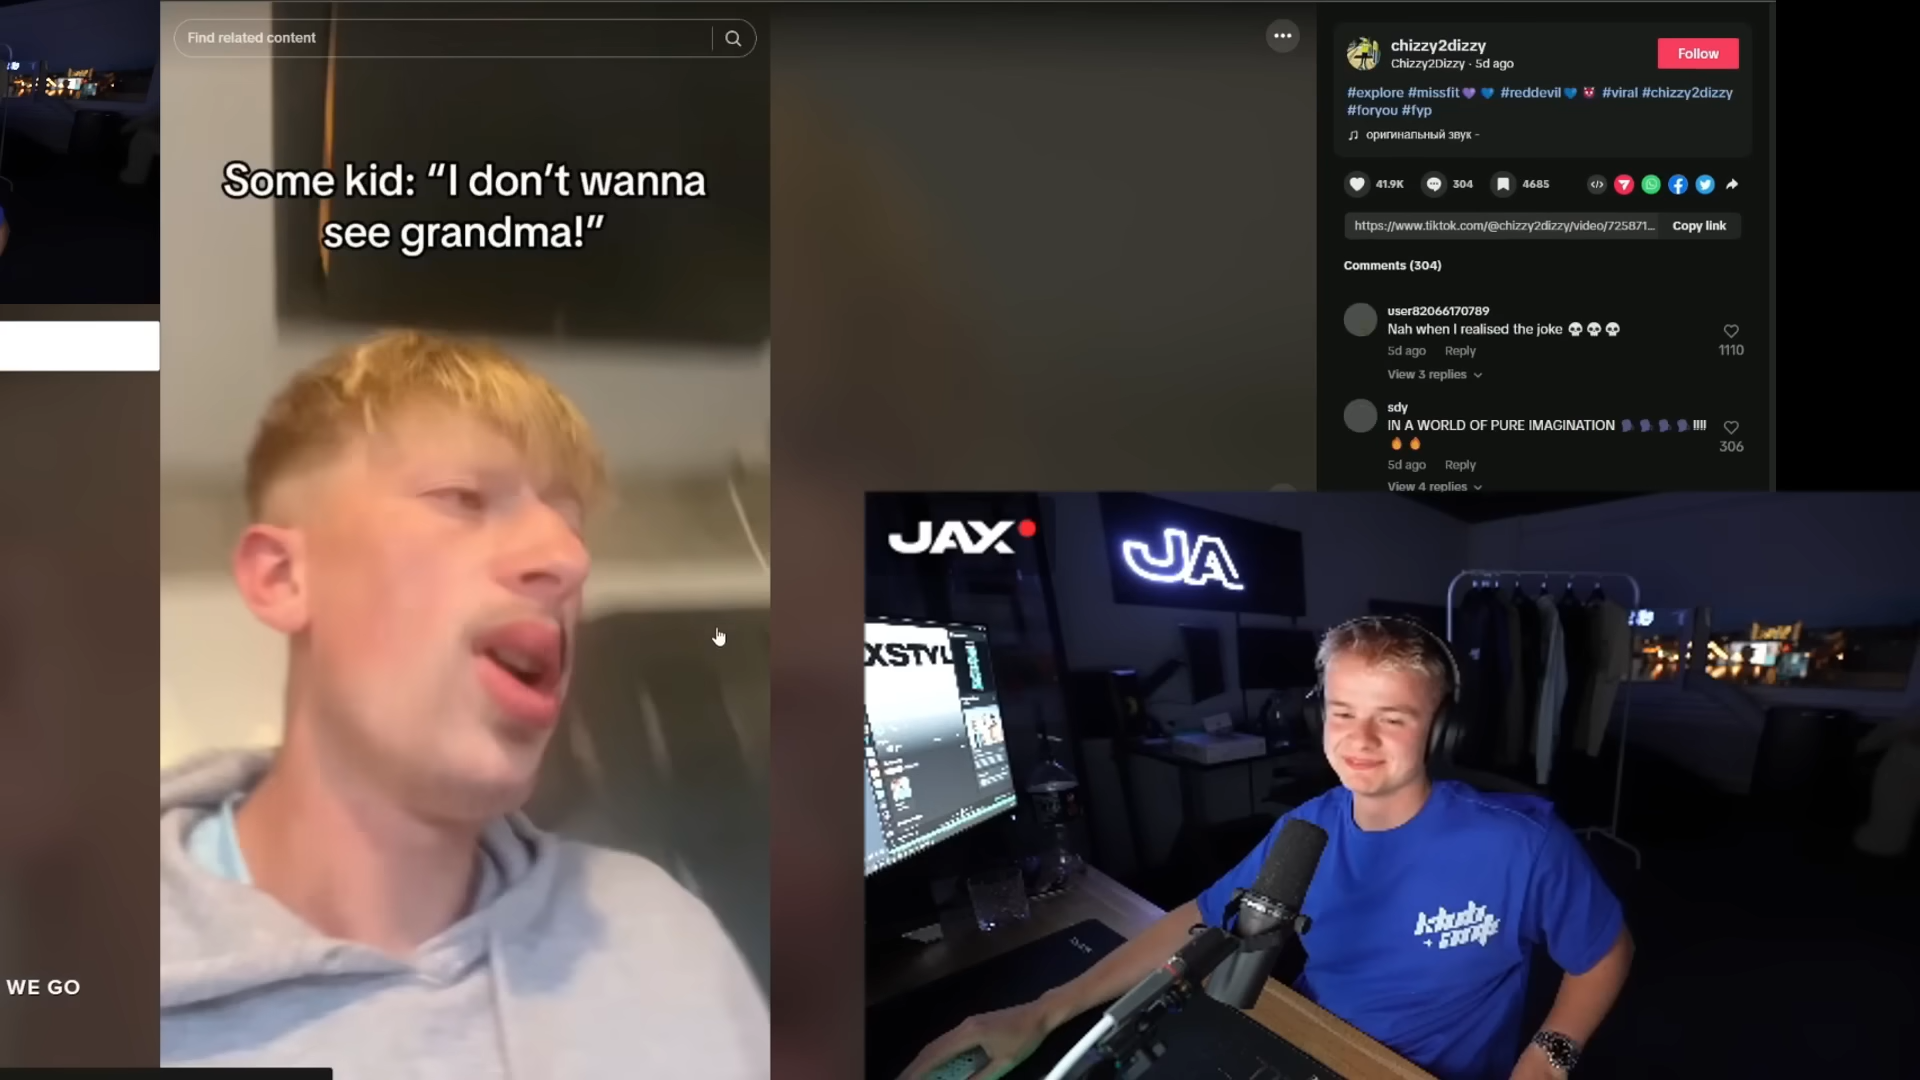 Find related content
Some kid: “I don’t wanna
see grandma!”
WE GO
chizzy2dizzy
Chizzy2Dizzy · 5d ago
Follow
#explore #missfit💜💙 #reddevil💙😈 #viral #chizzy2dizzy
#foryou #fyp
оригинальный звук -
41.9K
304
4685
https://www.tiktok.com/@chizzy2dizzy/video/725871...
Copy link
Comments (304)
user82066170789
Nah when I realised the joke 💀💀💀
5d ago Reply
1110
View 3 replies
sdy
IN A WORLD OF PURE IMAGINATION 🗣🗣🗣🗣‼️‼️
🔥🔥
306
5d ago Reply
View 4 replies
JAX
JA
XSTYL